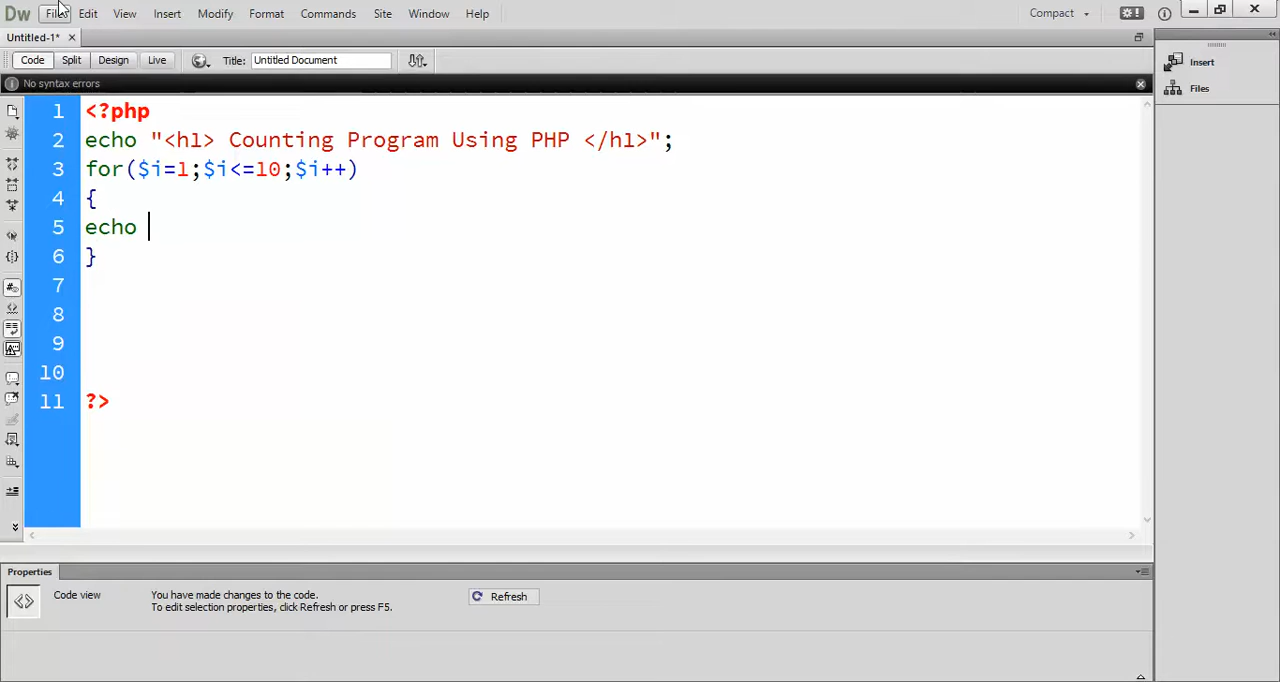 Dw File Edit View Insert Modify Format Commands Site Window Help Compact
Untitled-1*
Code Split Design Live Title: Untitled Document
No syntax errors
Insert
Files
1 <?php
2 echo "<h1> Counting Program Using PHP </h1>";
3 for($i=1;$i<=10;$i++)
4 {
5 echo
6 }
7
8
9
10
11 ?>
Properties
Code view You have made changes to the code. Refresh
To edit selection properties, click Refresh or press F5.